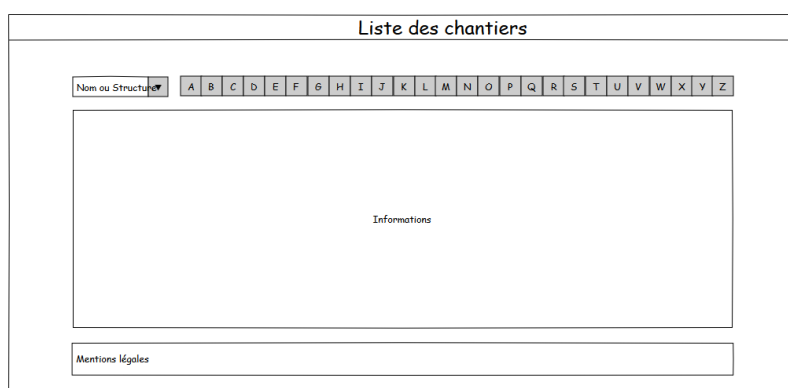 Liste des chantiers
Nom ou Structure A B C D E F G H I J K L M N O P Q R S T U V W X Y Z
Informations
Mentions légales